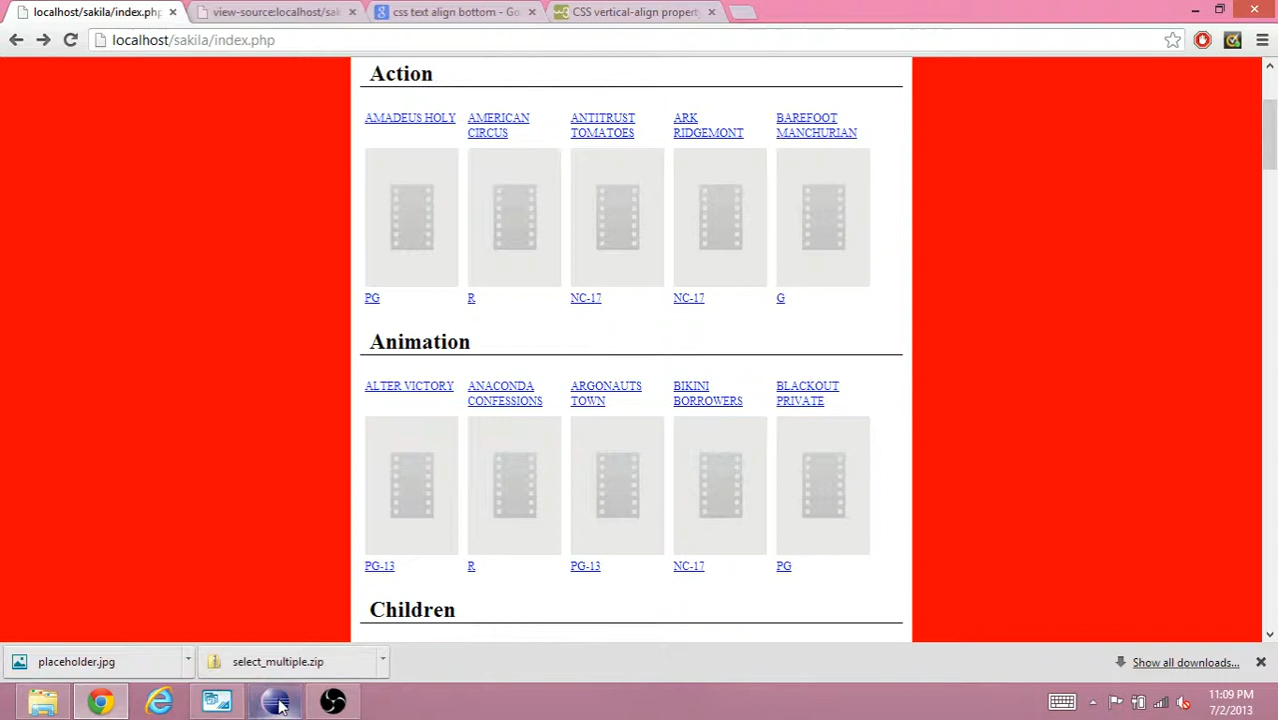 localhost/sakila/index.php
view-source:localhost/sak
css text align bottom - Go
CSS vertical-align property
localhost/sakila/index.php
Action
AMADEUS HOLY
AMERICAN CIRCUS
ANTITRUST TOMATOES
ARK RIDGEMONT
BAREFOOT MANCHURIAN
PG
R
NC-17
NC-17
G
Animation
ALTER VICTORY
ANACONDA CONFESSIONS
ARGONAUTS TOWN
BIKINI BORROWERS
BLACKOUT PRIVATE
PG-13
R
PG-13
NC-17
PG
Children
placeholder.jpg
select_multiple.zip
Show all downloads...
11:09 PM
7/2/2013